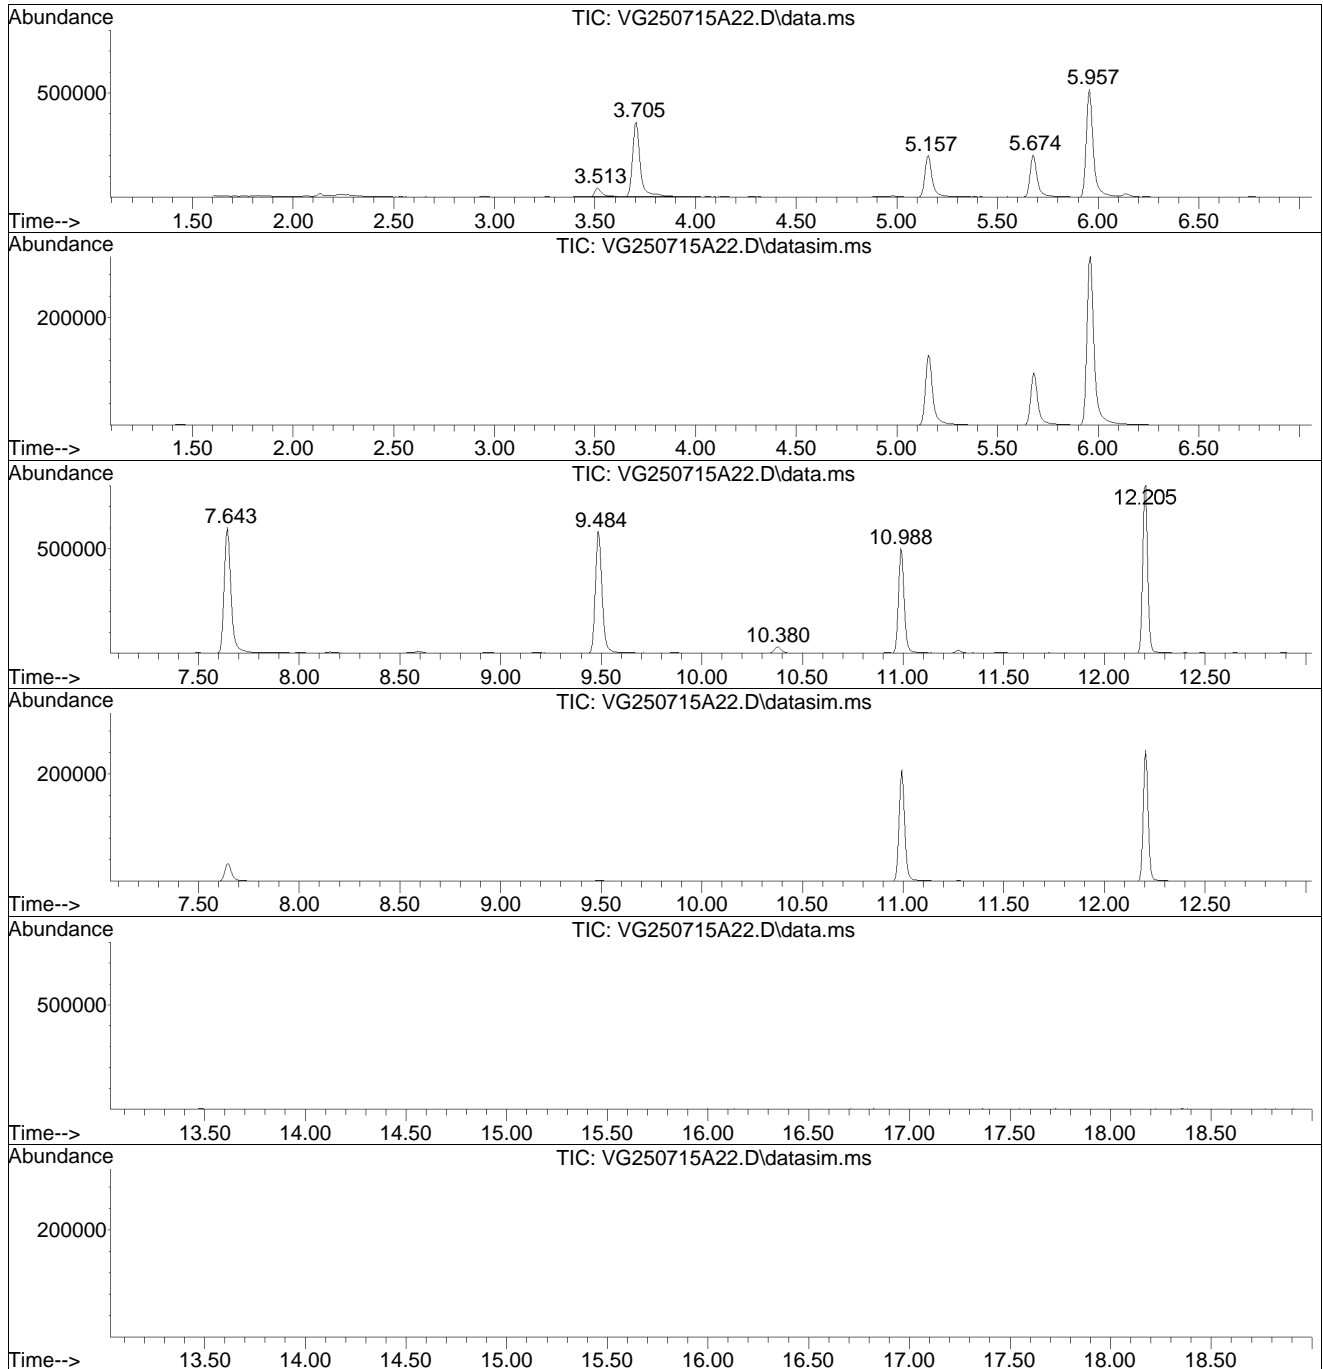 Abundance TIC: VG250715A22.D\data.ms
5.957
500000
3.705
5.157 5.674
3.513
Time--> 1.50 2.00 2.50 3.00 3.50 4.00 4.50 5.00 5.50 6.00 6.50
Abundance TIC: VG250715A22.D\datasim.ms
200000
Time--> 1.50 2.00 2.50 3.00 3.50 4.00 4.50 5.00 5.50 6.00 6.50
Abundance TIC: VG250715A22.D\data.ms
12.205
7.643 9.484
10.988
500000
10.380
Time--> 7.50 8.00 8.50 9.00 9.50 10.00 10.50 11.00 11.50 12.00 12.50
Abundance TIC: VG250715A22.D\datasim.ms
200000
Time--> 7.50 8.00 8.50 9.00 9.50 10.00 10.50 11.00 11.50 12.00 12.50
Abundance TIC: VG250715A22.D\data.ms
500000
Time--> 13.50 14.00 14.50 15.00 15.50 16.00 16.50 17.00 17.50 18.00 18.50
Abundance TIC: VG250715A22.D\datasim.ms
200000
Time--> 13.50 14.00 14.50 15.00 15.50 16.00 16.50 17.00 17.50 18.00 18.50